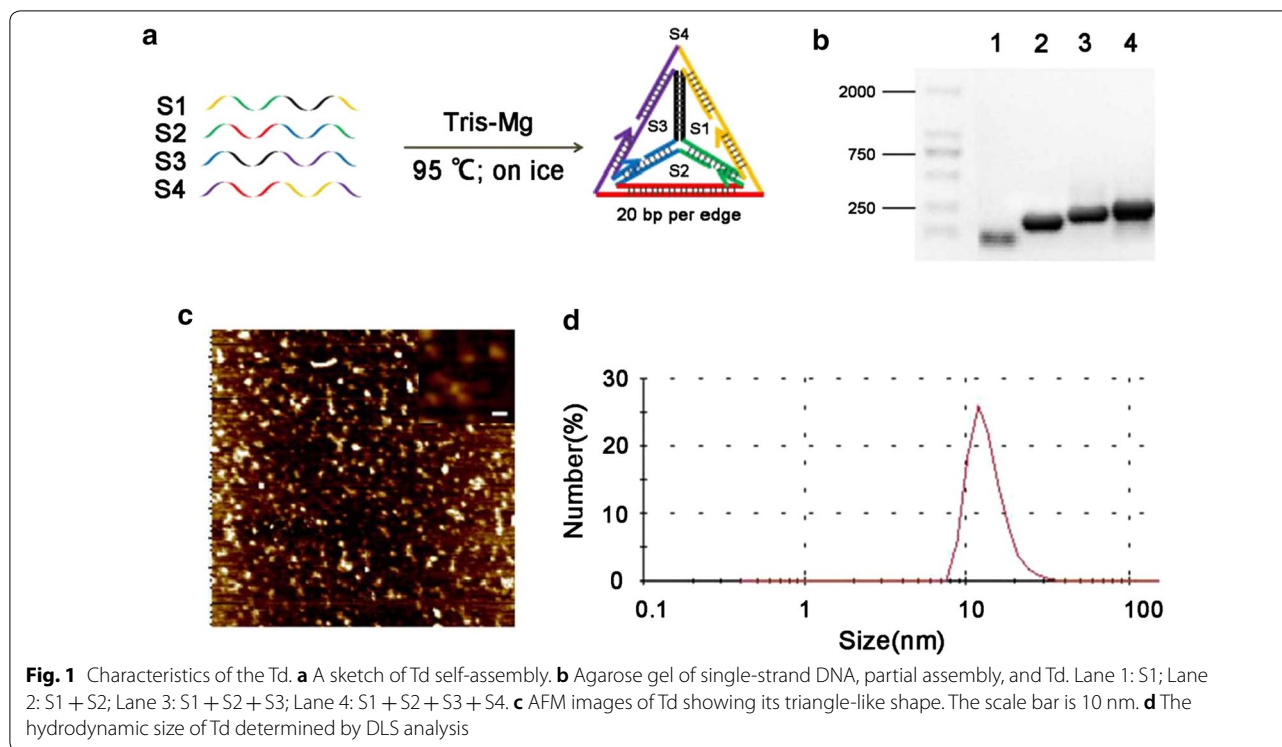 a
S1
S2
S3
S4
Tris-Mg
95 ℃; on ice
S4
S3
S1
S2
20 bp per edge
b
1 2 3 4
2000
750
250
c
d
Number(%)
30
20
10
0
0.1 1 10 100
Size(nm)
Fig. 1 Characteristics of the Td. a A sketch of Td self-assembly. b Agarose gel of single-strand DNA, partial assembly, and Td. Lane 1: S1; Lane
2: S1 + S2; Lane 3: S1 + S2 + S3; Lane 4: S1 + S2 + S3 + S4. c AFM images of Td showing its triangle-like shape. The scale bar is 10 nm. d The
hydrodynamic size of Td determined by DLS analysis